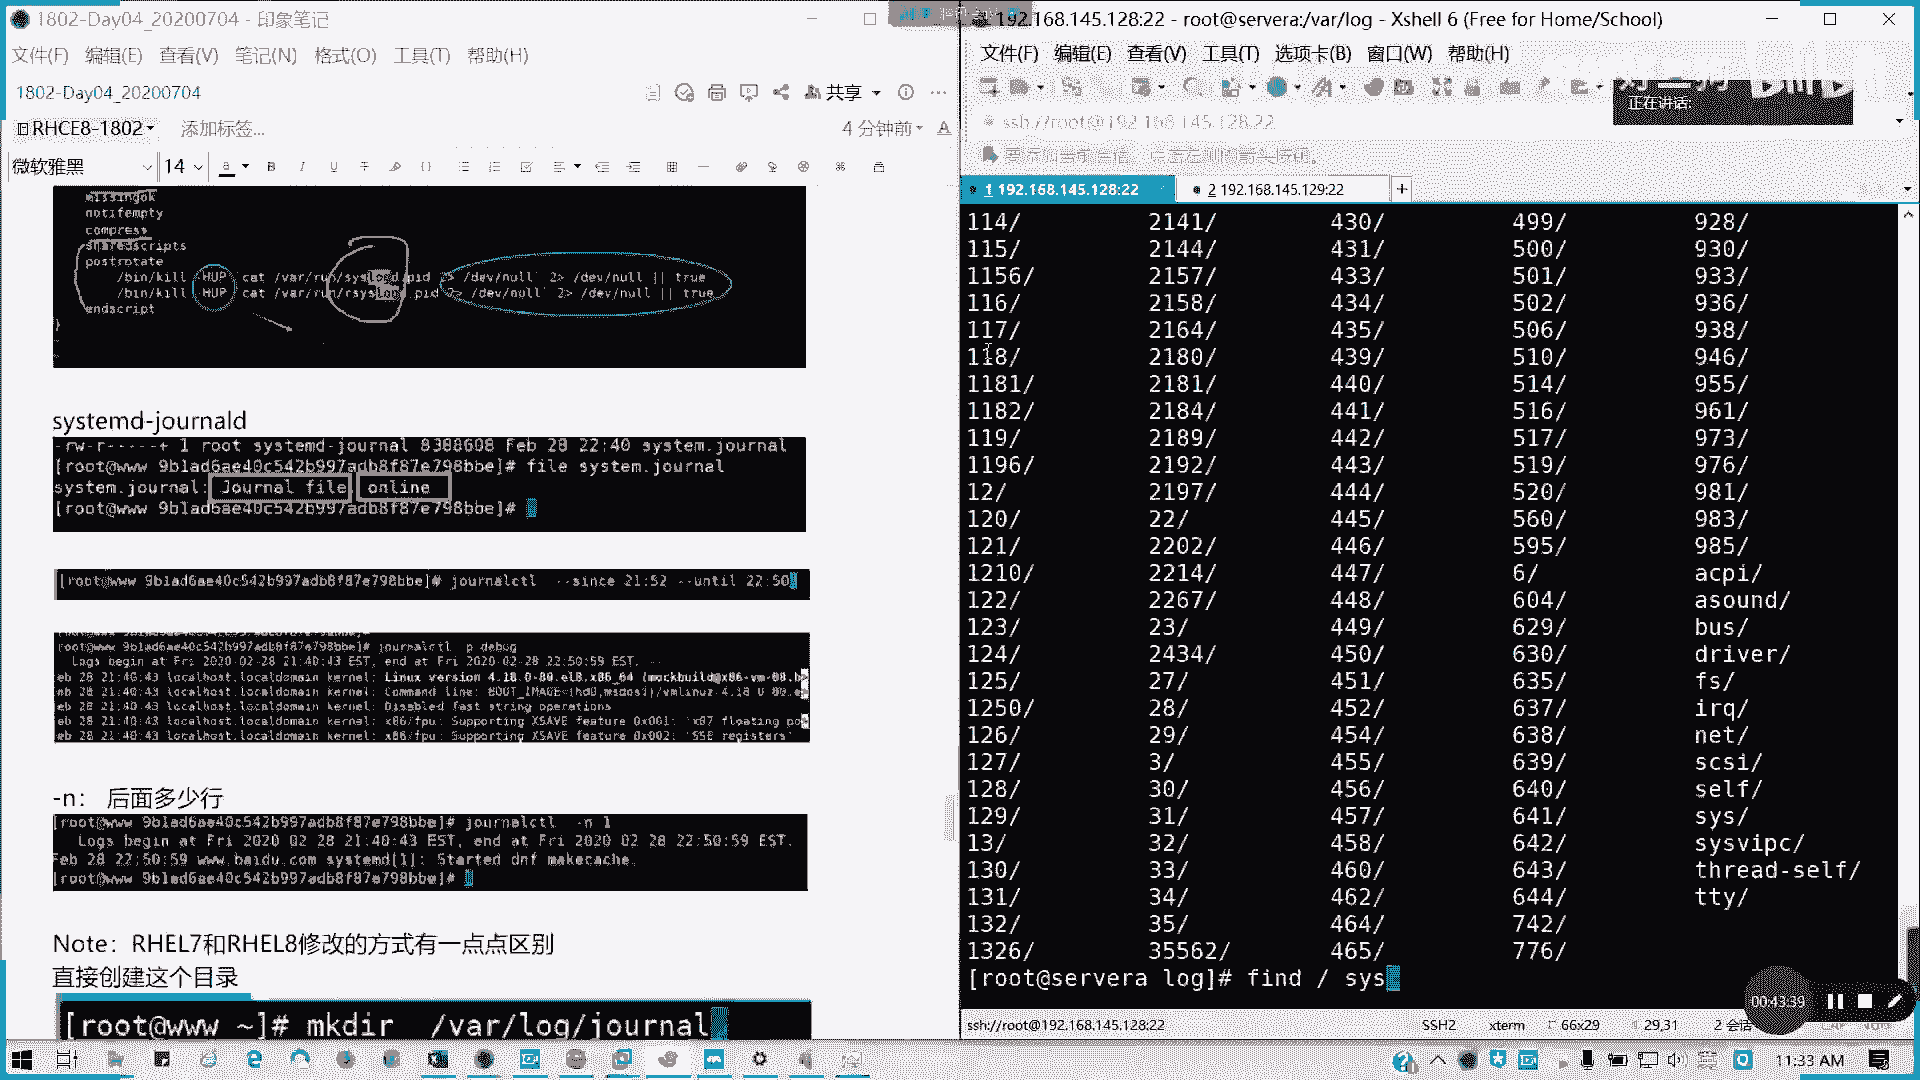 1802-Day04_20200704 - 印象笔记
文件(F) 编辑(E) 查看(V) 笔记(N) 格式(O) 工具(T) 帮助(H)
1802-Day04_20200704
共享
RHCE8-1802
添加标签...
4 分钟前
微软雅黑 14
missingok
notifempty
compress
sharedscripts
postrotate
/bin/kill -HUP `cat /var/run/syslogd.pid 2> /dev/null` 2> /dev/null || true
/bin/kill -HUP `cat /var/run/rsyslogd.pid 2> /dev/null` 2> /dev/null || true
endscript
}
systemd-journald
-rw-r-----+ 1 root systemd-journal 8388608 Feb 28 22:40 system.journal
[root@www 9b1ad6ae40c542b997adb8f87e798bbe]# file system.journal
system.journal: Journal file online
[root@www 9b1ad6ae40c542b997adb8f87e798bbe]#
[root@www 9b1ad6ae40c542b997adb8f87e798bbe]# journalctl --since 21:52 --until 22:50
[root@www 9b1ad6ae40c542b997adb8f87e798bbe]# journalctl -p debug
Logs begin at Fri 2020-02-28 21:40:43 EST, end at Fri 2020-02-28 22:50:59 EST. --
eb 28 21:40:43 localhost.localdomain kernel: Linux version 4.18.0-80.el8.x86_64 (mockbuild@x86-vm-08.b
eb 28 21:40:43 localhost.localdomain kernel: Command line: BOOT_IMAGE=(hd0,msdos1)/vmlinuz-4.18.0-80.e
eb 28 21:40:43 localhost.localdomain kernel: Disabled fast string operations
eb 28 21:40:43 localhost.localdomain kernel: x86/fpu: Supporting XSAVE feature 0x001: 'x87 floating po
eb 28 21:40:43 localhost.localdomain kernel: x86/fpu: Supporting XSAVE feature 0x002: 'SSE registers'
-n： 后面多少行
[root@www 9b1ad6ae40c542b997adb8f87e798bbe]# journalctl -n 1
Logs begin at Fri 2020-02-28 21:40:43 EST, end at Fri 2020-02-28 22:50:59 EST.
Feb 28 22:50:59 www.baidu.com systemd[1]: Started dnf makecache.
[root@www 9b1ad6ae40c542b997adb8f87e798bbe]#
Note：RHEL7和RHEL8修改的方式有一点点区别
直接创建这个目录
[root@www ~]# mkdir /var/log/journal
192.168.145.128:22 - root@servera:/var/log - Xshell 6 (Free for Home/School)
文件(F) 编辑(E) 查看(V) 工具(T) 选项卡(B) 窗口(W) 帮助(H)
正在讲话:
ssh://root@192.168.145.128:22
要添加当前会话，点击左侧的箭头按钮。
1 192.168.145.128:22 2 192.168.145.129:22 +
114/ 2141/ 430/ 499/ 928/
115/ 2144/ 431/ 500/ 930/
1156/ 2157/ 433/ 501/ 933/
116/ 2158/ 434/ 502/ 936/
117/ 2164/ 435/ 506/ 938/
118/ 2180/ 439/ 510/ 946/
1181/ 2181/ 440/ 514/ 955/
1182/ 2184/ 441/ 516/ 961/
119/ 2189/ 442/ 517/ 973/
1196/ 2192/ 443/ 519/ 976/
12/ 2197/ 444/ 520/ 981/
120/ 22/ 445/ 560/ 983/
121/ 2202/ 446/ 595/ 985/
1210/ 2214/ 447/ 6/ acpi/
122/ 2267/ 448/ 604/ asound/
123/ 23/ 449/ 629/ bus/
124/ 2434/ 450/ 630/ driver/
125/ 27/ 451/ 635/ fs/
1250/ 28/ 452/ 637/ irq/
126/ 29/ 454/ 638/ net/
127/ 3/ 455/ 639/ scsi/
128/ 30/ 456/ 640/ self/
129/ 31/ 457/ 641/ sys/
13/ 32/ 458/ 642/ sysvipc/
130/ 33/ 460/ 643/ thread-self/
131/ 34/ 462/ 644/ tty/
132/ 35/ 464/ 742/
1326/ 35562/ 465/ 776/
[root@servera log]# find / sys
00:43:39
ssh://root@192.168.145.128:22 SSH2 xterm 66x29 29,31 2 会话
11:33 AM